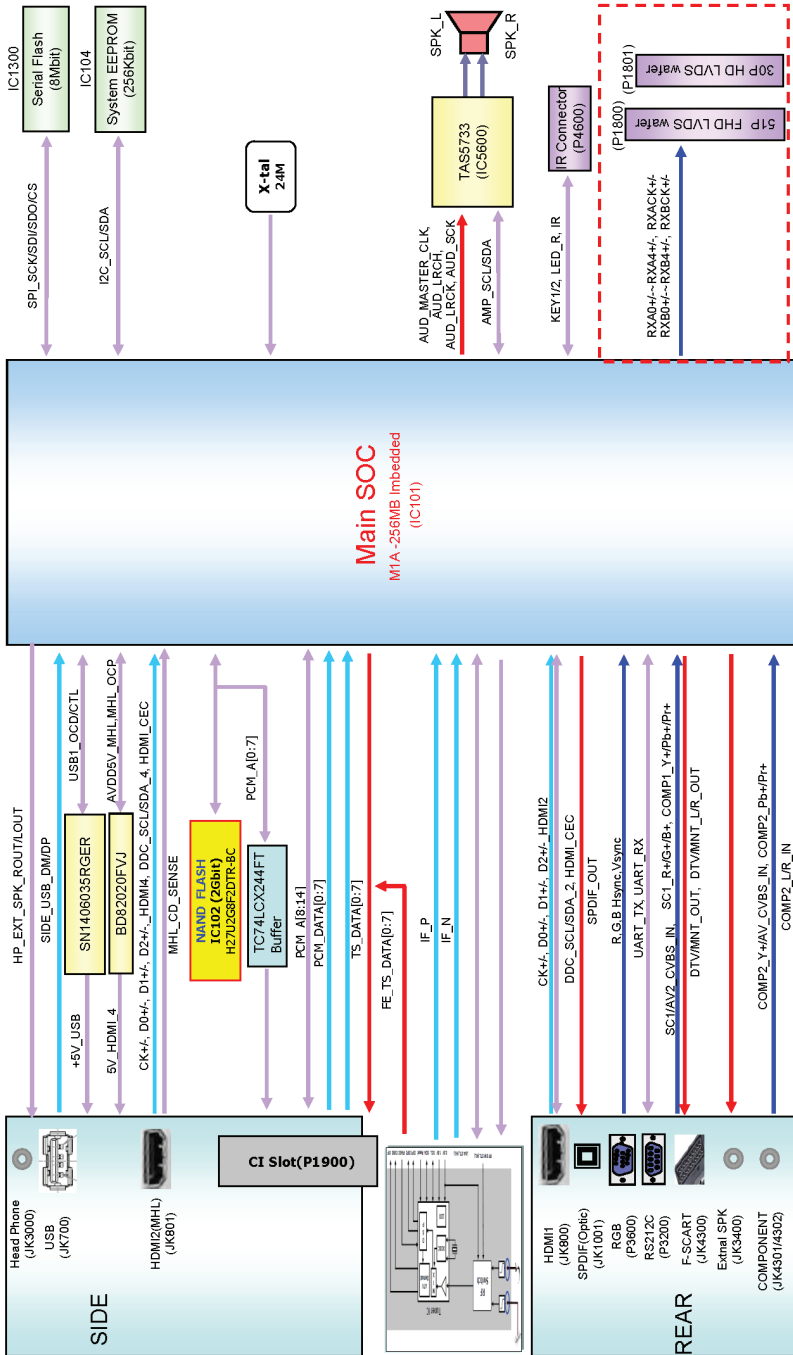 SIDE
Head Phone
(JK3000)
USB
(JK700)
HDMI2(MHL)
(JK801)
CI Slot(P1900)
REAR
HDMI1
(JK800)
SPDIF(Optic)
(JK1001)
RGB
(P3600)
RS212C
(P3200)
F-SCART
(JK4300)
Extnal SPK
(JK3400)
COMPONENT
(JK4301/4302)
Tuner IC
RF
Switch
HP_EXT_SPK_ROUT/LOUT
SIDE_USB_DM/DP
+5V_USB
SN1406035RGER
USB1_OCD/CTL
5V_HDMI_4
BD82020FVJ
AVDD5V_MHL,MHL_OCP
CK+/-, D0+/-, D1+/-, D2+/-_HDMI4, DDC_SCL/SDA_4, HDMI_CEC
MHL_CD_SENSE
NAND FLASH
IC102 (2Gbit)
H27U2G8F2DTR-BC
TC74LCX244FT
Buffer
PCM_A[0:7]
PCM_A[8:14]
PCM_DATA[0:7]
TS_DATA[0:7]
FE_TS_DATA[0:7]
IF_P
IF_N
CK+/-, D0+/-, D1+/-, D2+/-_HDMI2
DDC_SCL/SDA_2, HDMI_CEC
SPDIF_OUT
R,G,B Hsync,Vsync
UART_TX, UART_RX
SC1/AV2_CVBS_IN, SC1_R+/G+/B+, COMP1_Y+/Pb+/Pr+
DTV/MNT_OUT, DTV/MNT_L/R_OUT
COMP2_Y+/AV_CVBS_IN, COMP2_Pb+/Pr+
COMP2_L/R_IN
Main SOC
M1A -256MB Imbedded
(IC101)
SPI_SCK/SDI/SDO/CS
IC1300
Serial Flash
(8Mbit)
I2C_SCL/SDA
IC104
System EEPROM
(256Kbit)
X-tal
24M
AUD_MASTER_CLK,
AUD_LRCH,
AUD_LRCK, AUD_SCK
AMP_SCL/SDA
TAS5733
(IC5600)
SPK_L
SPK_R
KEY1/2, LED_R, IR
IR Connector
(P4600)
RXA0+/-~RXA4+/-, RXACK+/-
RXB0+/-~RXB4+/-, RXBCK+/-
(P1800)
51P FHD LVDS wafer
(P1801)
30P HD LVDS wafer